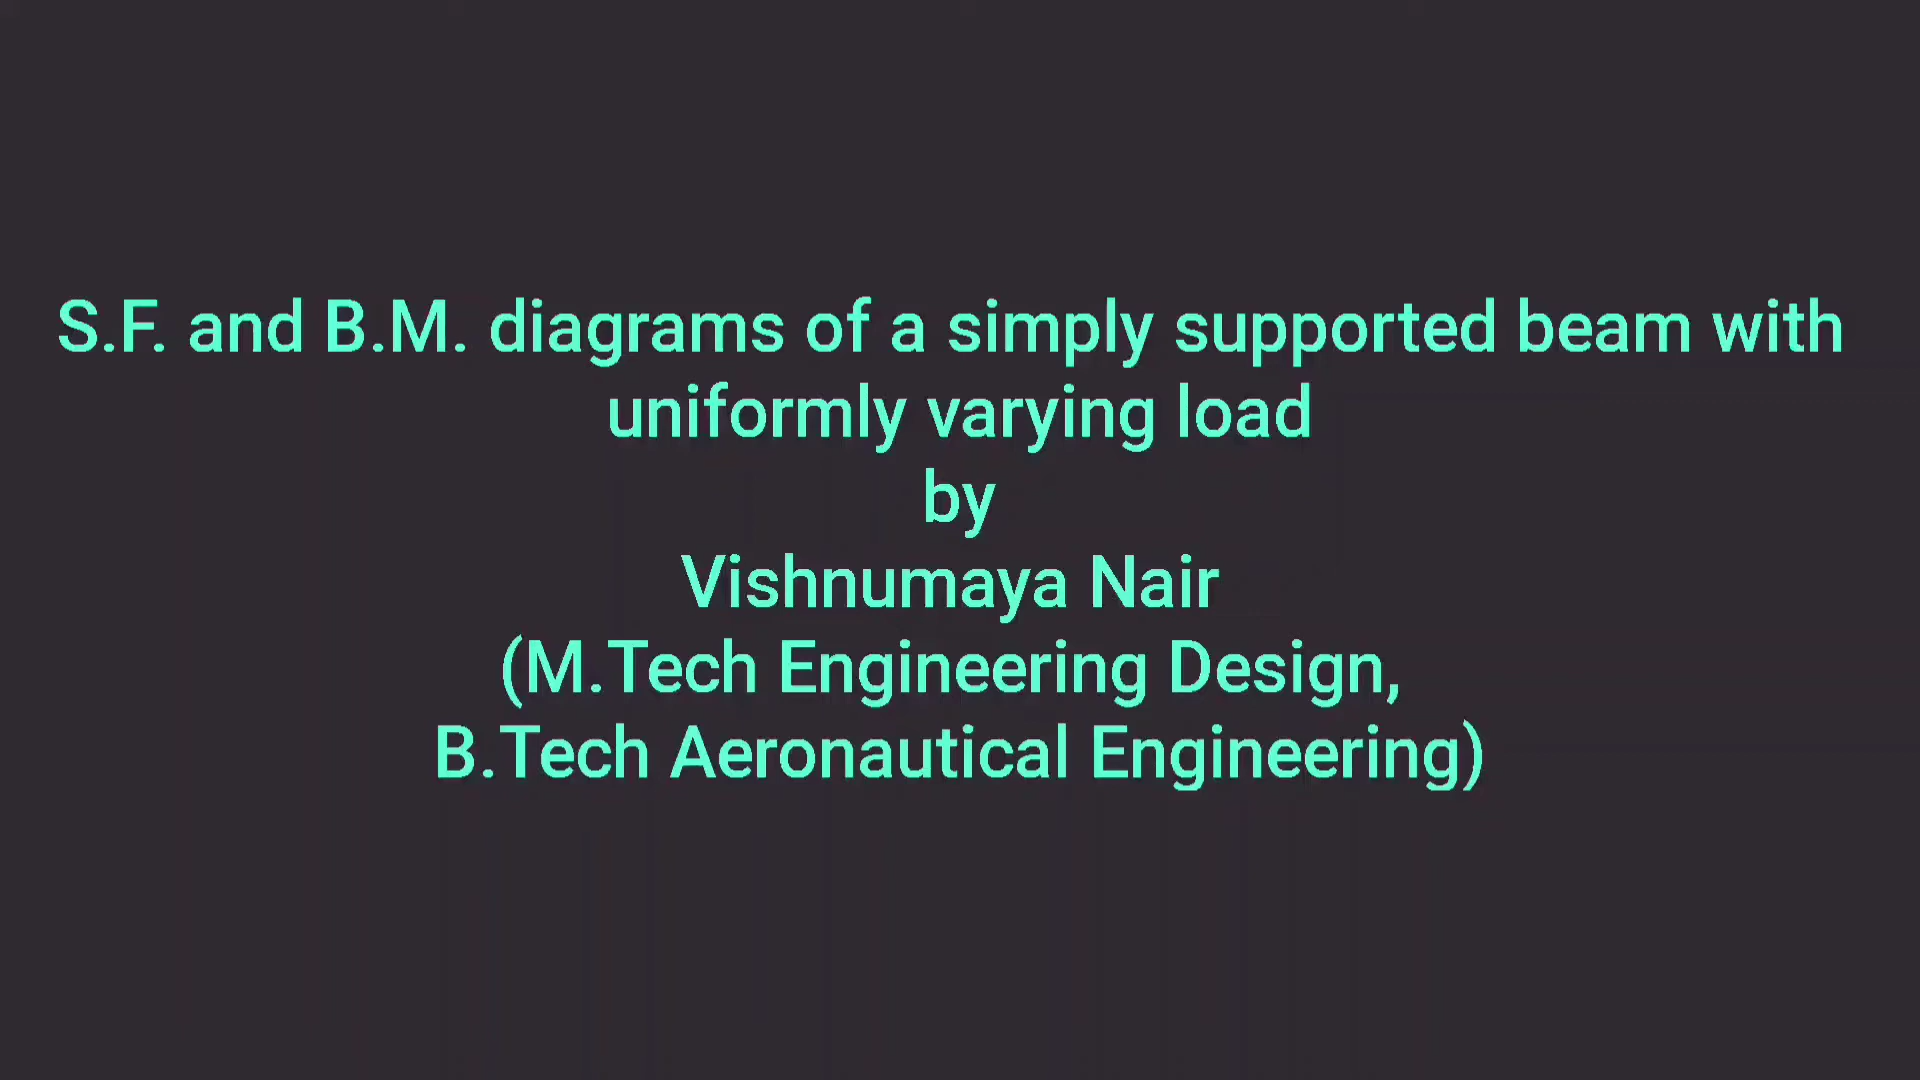 S.F. and B.M. diagrams of a simply supported beam with
uniformly varying load
by
Vishnumaya Nair
(M.Tech Engineering Design,
B.Tech Aeronautical Engineering)